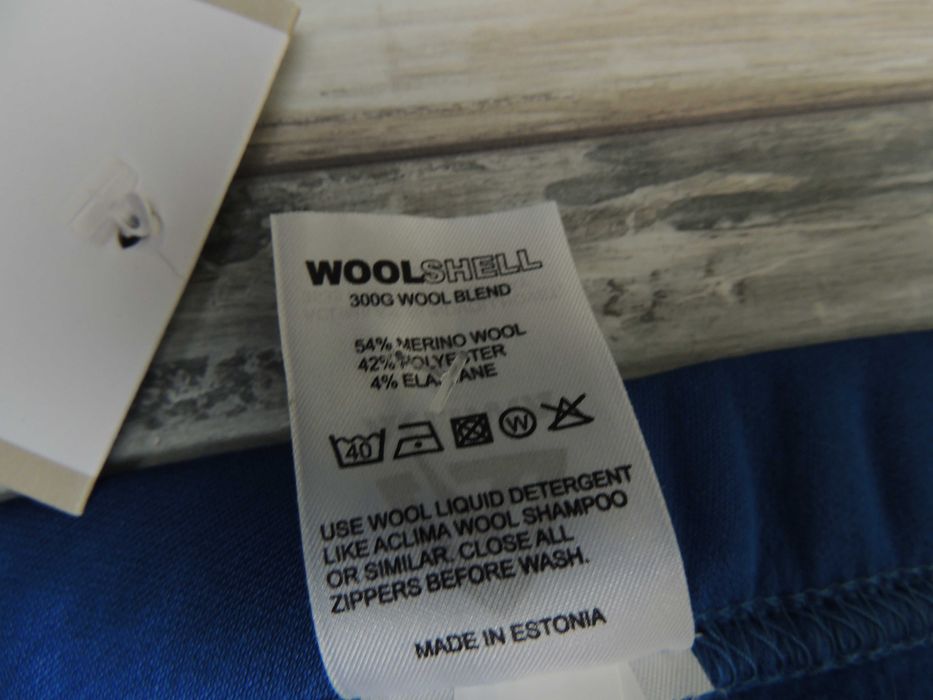 WOOLSHELL
300G WOOL BLEND
54% MERINO WOOL
42% POLYESTER
4% ELASTANE
40 W
USE WOOL LIQUID DETERGENT
LIKE ACLIMA WOOL SHAMPOO
OR SIMILAR. CLOSE ALL
ZIPPERS BEFORE WASH.
MADE IN ESTONIA